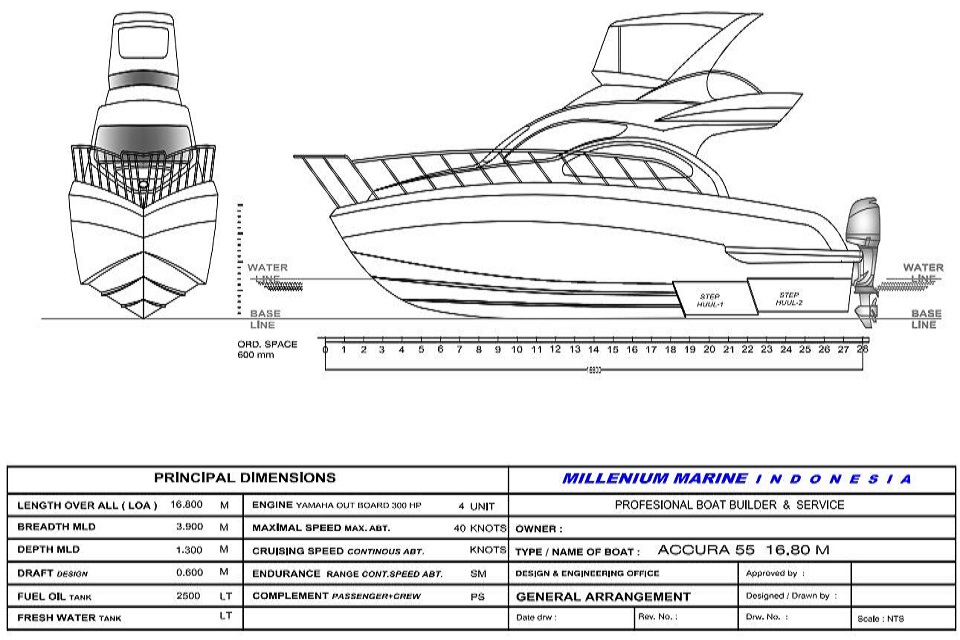 WATER
LINE
BASE
LINE
ORD. SPACE
600 mm
WATER
LINE
BASE
LINE
STEP
HUUL-1
STEP
HUUL-2
0 1 2 3 4 5 6 7 8 9 10 11 12 13 14 15 16 17 18 19 20 21 22 23 24 25 26 27 28
PRINCIPAL DIMENSIONS
LENGTH OVER ALL ( LOA ) 16.800 M
BREADTH MLD 3.900 M
DEPTH MLD 1.300 M
DRAFT DESIGN 0.600 M
FUEL OIL TANK 2500 LT
FRESH WATER TANK LT
ENGINE YAMAHA OUT BOARD 300 HP 4 UNIT
MAXIMAL SPEED MAX. ABT. 40 KNOTS
CRUISING SPEED CONTINOUS ABT. KNOTS
ENDURANCE RANGE CONT.SPEED ABT. SM
COMPLEMENT PASSENGER+CREW PS
MILLENIUM MARINE I N D O N E S I A
PROFESIONAL BOAT BUILDER & SERVICE
OWNER :
TYPE / NAME OF BOAT : ACCURA 55 16.80 M
DESIGN & ENGINEERING OFFICE Approved by :
GENERAL ARRANGEMENT Designed / Drawn by :
Date drw : Rev. No. : Drw. No. : Scale : NTS